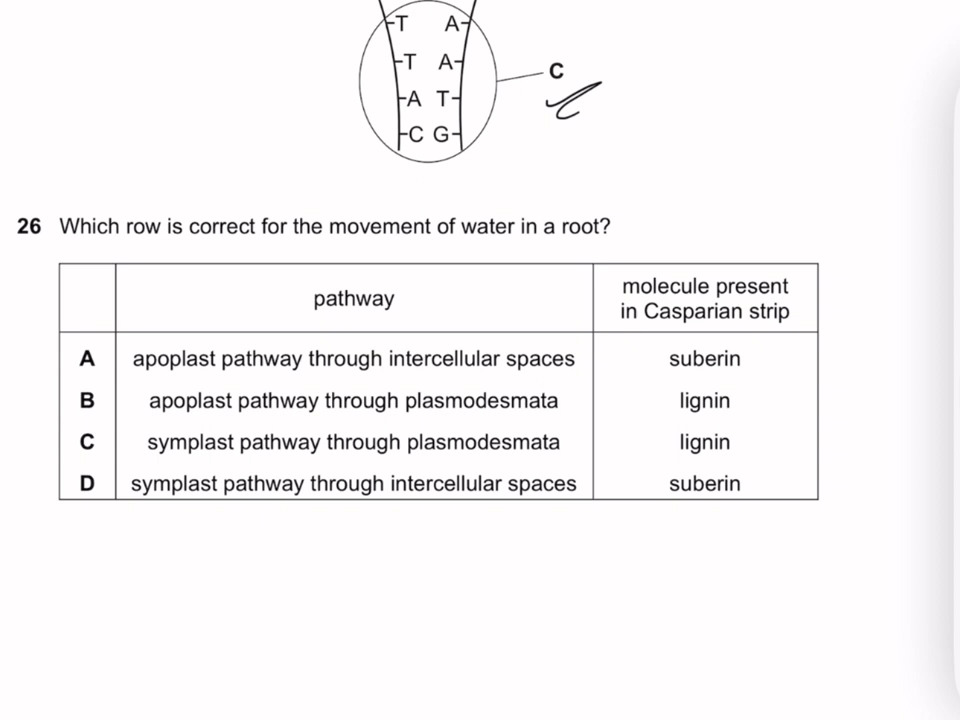 T A
T A
A T
C G
C
26 Which row is correct for the movement of water in a root?
pathway
molecule present
in Casparian strip
A apoplast pathway through intercellular spaces suberin
B apoplast pathway through plasmodesmata lignin
C symplast pathway through plasmodesmata lignin
D symplast pathway through intercellular spaces suberin